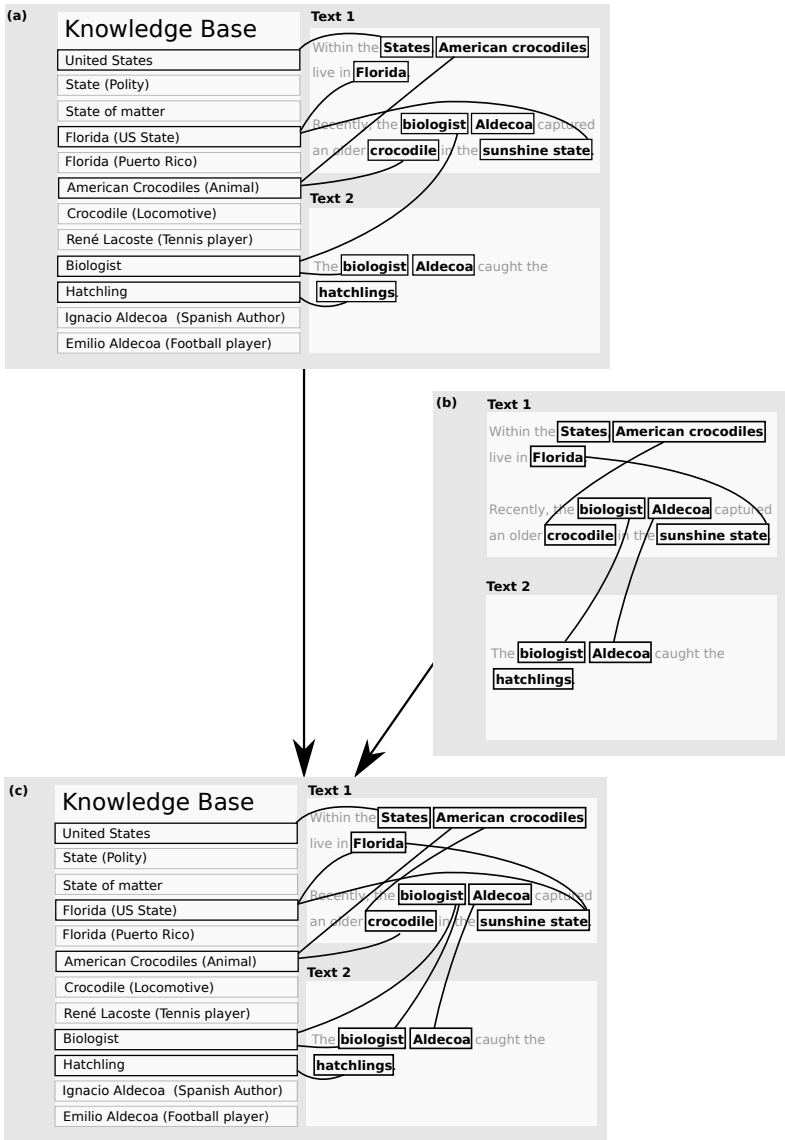 (a)
Knowledge Base
United States
State (Polity)
State of matter
Florida (US State)
Florida (Puerto Rico)
American Crocodiles (Animal)
Crocodile (Locomotive)
René Lacoste (Tennis player)
Biologist
Hatchling
Ignacio Aldecoa (Spanish Author)
Emilio Aldecoa (Football player)
Text 1
Within the States American crocodiles
live in Florida.
Recently, the biologist Aldecoa captured
an older crocodile in the sunshine state.
Text 2
The biologist Aldecoa caught the
hatchlings.
(b)
Text 1
Within the States American crocodiles
live in Florida
Recently, the biologist Aldecoa captured
an older crocodile in the sunshine state.
Text 2
The biologist Aldecoa caught the
hatchlings.
(c)
Knowledge Base
United States
State (Polity)
State of matter
Florida (US State)
Florida (Puerto Rico)
American Crocodiles (Animal)
Crocodile (Locomotive)
René Lacoste (Tennis player)
Biologist
Hatchling
Ignacio Aldecoa (Spanish Author)
Emilio Aldecoa (Football player)
Text 1
Within the States American crocodiles
live in Florida
Recently, the biologist Aldecoa captured
an older crocodile in the sunshine state.
Text 2
The biologist Aldecoa caught the
hatchlings.